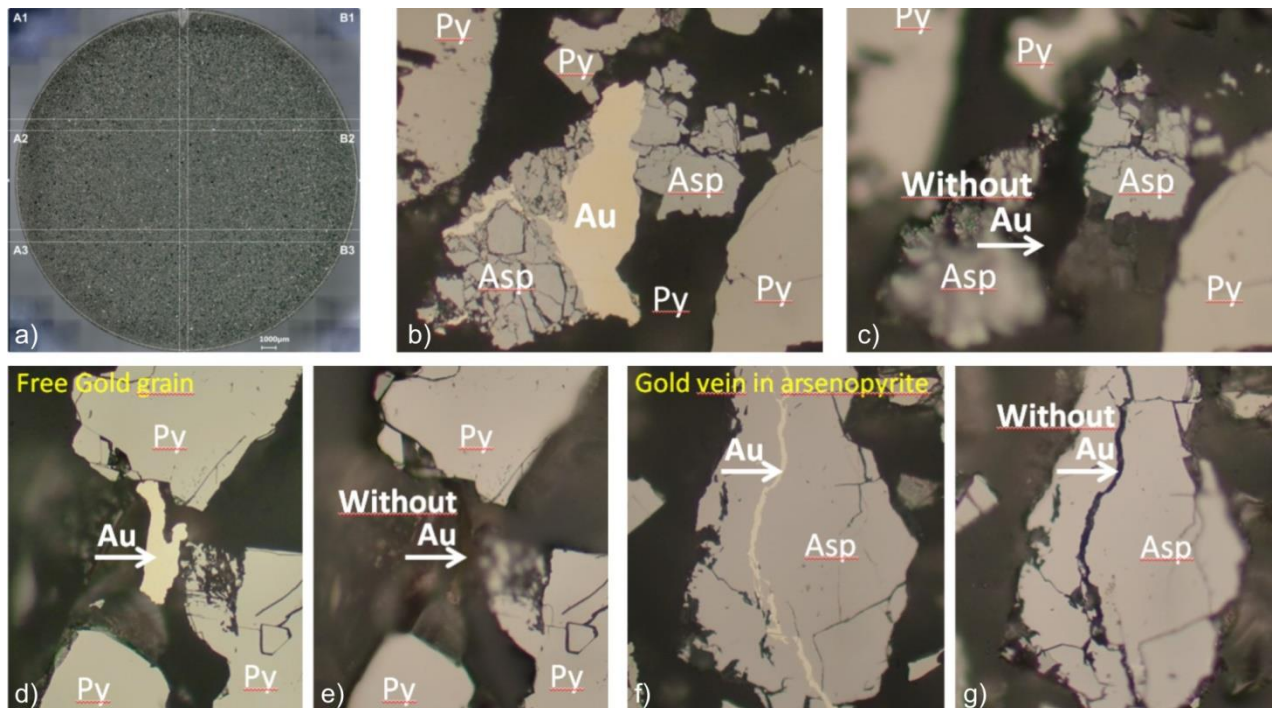 A1
B1
A2
B2
A3
B3
1000µm
a)
Py
Py
Asp
Au
Asp
Py
Py
b)
Py
Py
Without
Au
Asp
Asp
Py
c)
Free Gold grain
Py
Au
Py
Py
d)
Py
Without
Au
Py
Py
e)
Gold vein in arsenopyrite
Au
Asp
f)
Without
Au
Asp
g)